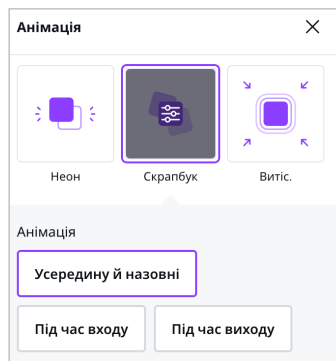 Анімація
Неон
Скрапбук
Витіс.
Анімація
Усередину й назовні
Під час входу
Під час виходу